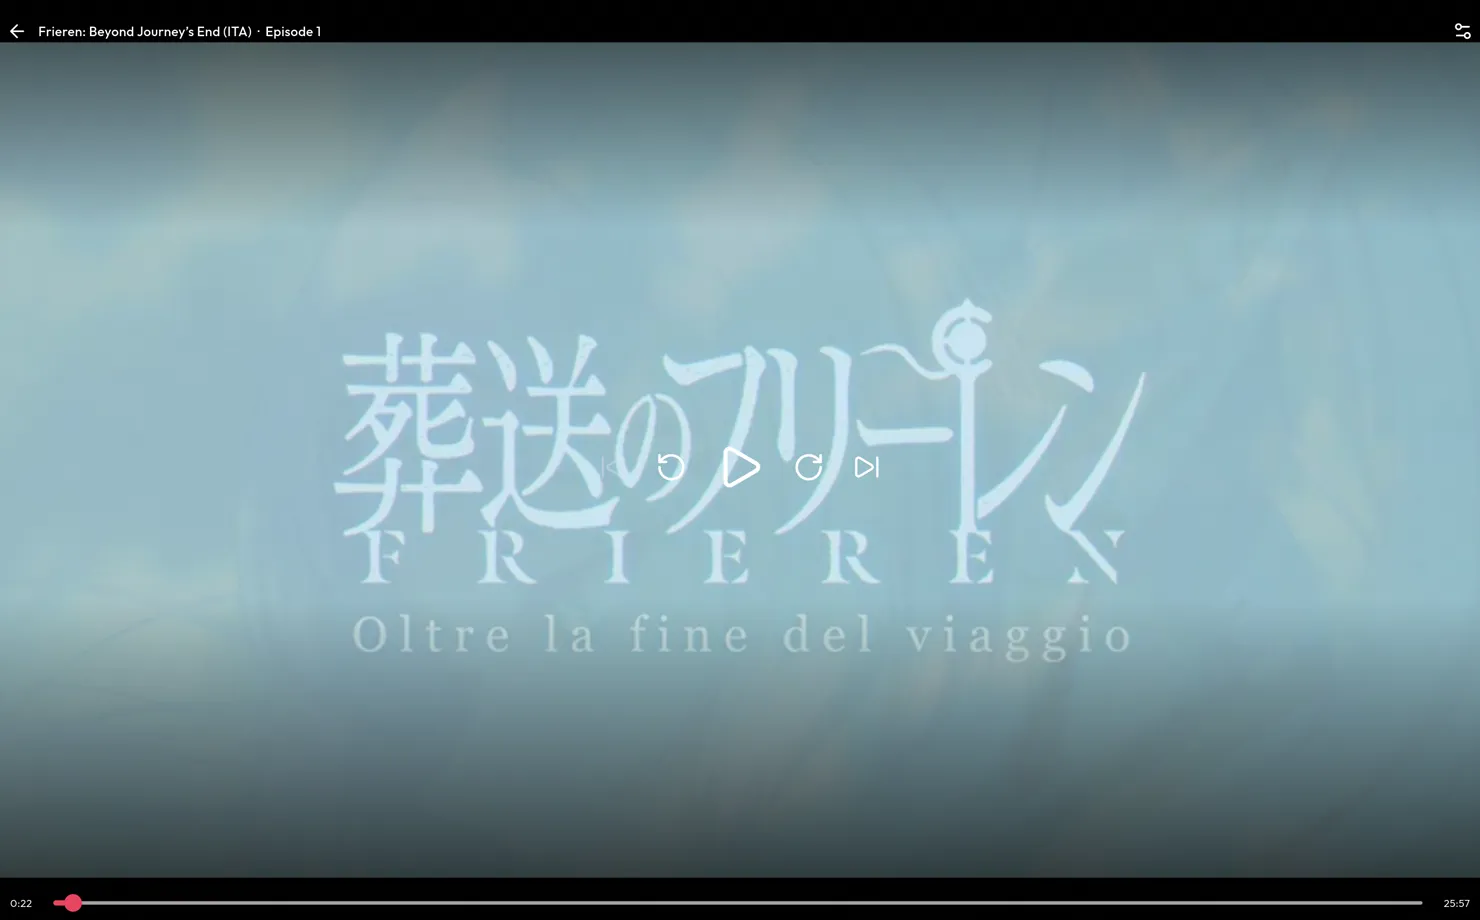 Frieren: Beyond Journey’s End (ITA) · Episode 1
葬送のフリーレン
FRIEREN
Oltre la fine del viaggio
0:22
25:57